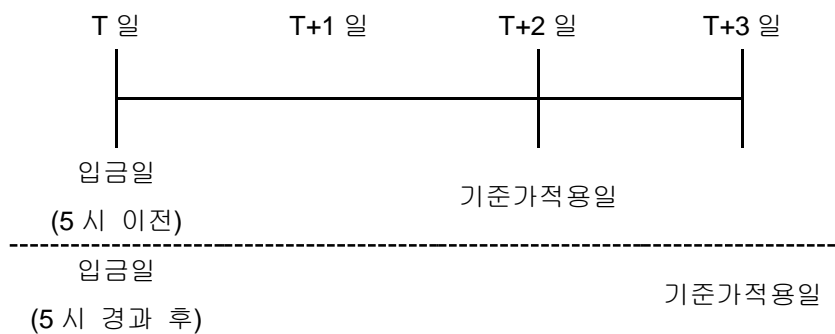 T 일 T+1 일 T+2 일 T+3 일
입금일
(5 시 이전)
기준가적용일
입금일
(5 시 경과 후)
기준가적용일